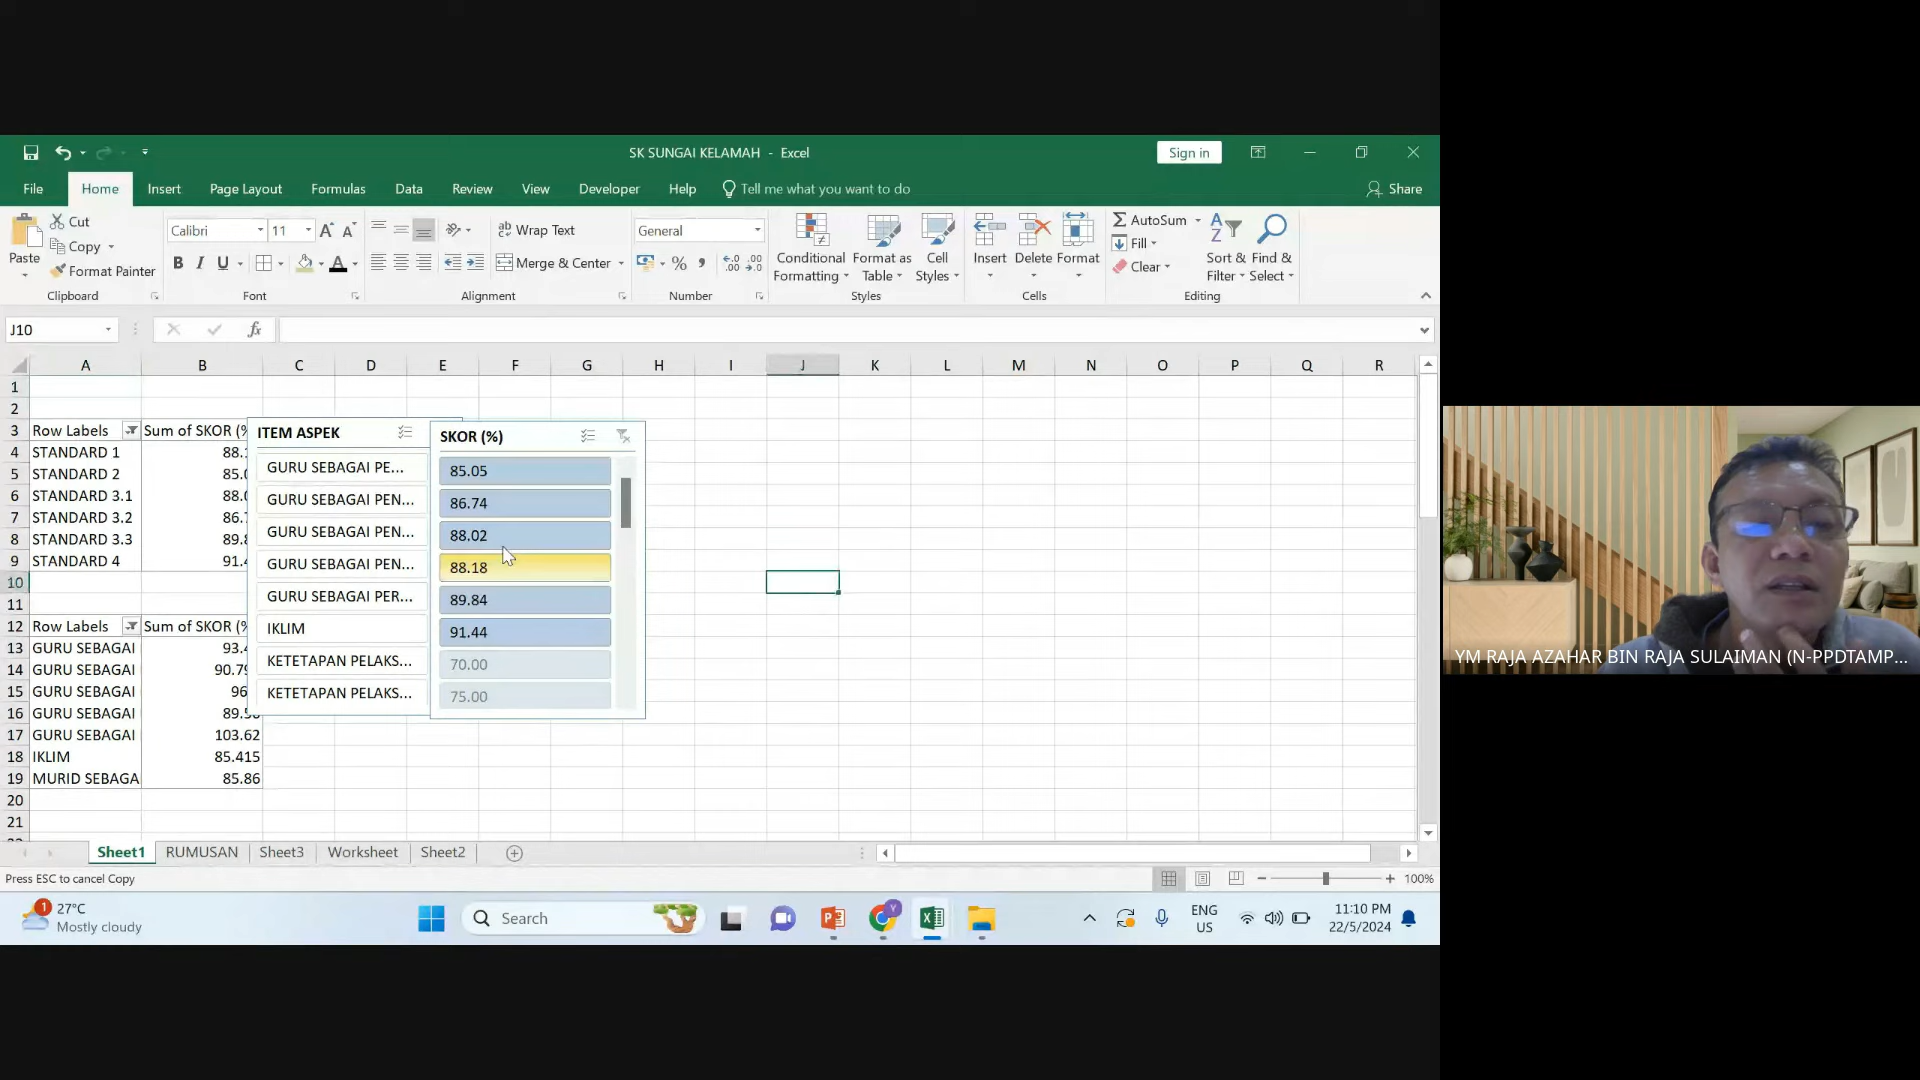 SK SUNGAI KELAMAH - Excel
Sign in
File Home Insert Page Layout Formulas Data Review View Developer Help Tell me what you want to do Share
Paste
Cut
Copy
Format Painter
Clipboard
Calibri 11
B I U
Font
Wrap Text
Merge & Center
Alignment
General
Number
Conditional Formatting
Format as Table
Cell Styles
Styles
Insert Delete Format
Cells
AutoSum
Fill
Clear
Sort & Filter
Find & Select
Editing
J10
fx
A B C D E F G H I J K L M N O P Q R
1
2
3 Row Labels Sum of SKOR (%
4 STANDARD 1 88.1
5 STANDARD 2 85.0
6 STANDARD 3.1 88.0
7 STANDARD 3.2 86.7
8 STANDARD 3.3 89.8
9 STANDARD 4 91.4
10
11
12 Row Labels Sum of SKOR (%
13 GURU SEBAGAI 93.4
14 GURU SEBAGAI 90.79
15 GURU SEBAGAI 96
16 GURU SEBAGAI 89.5
17 GURU SEBAGAI 103.62
18 IKLIM 85.415
19 MURID SEBAGA 85.86
20
21
ITEM ASPEK
GURU SEBAGAI PE...
GURU SEBAGAI PEN...
GURU SEBAGAI PEN...
GURU SEBAGAI PEN...
GURU SEBAGAI PER...
IKLIM
KETETAPAN PELAKS...
KETETAPAN PELAKS...
SKOR (%)
85.05
86.74
88.02
88.18
89.84
91.44
70.00
75.00
Sheet1 RUMUSAN Sheet3 Worksheet Sheet2
Press ESC to cancel Copy
100%
1
27°C
Mostly cloudy
Search
Y
ENG
US
11:10 PM
22/5/2024
YM RAJA AZAHAR BIN RAJA SULAIMAN (N-PPDTAMP...